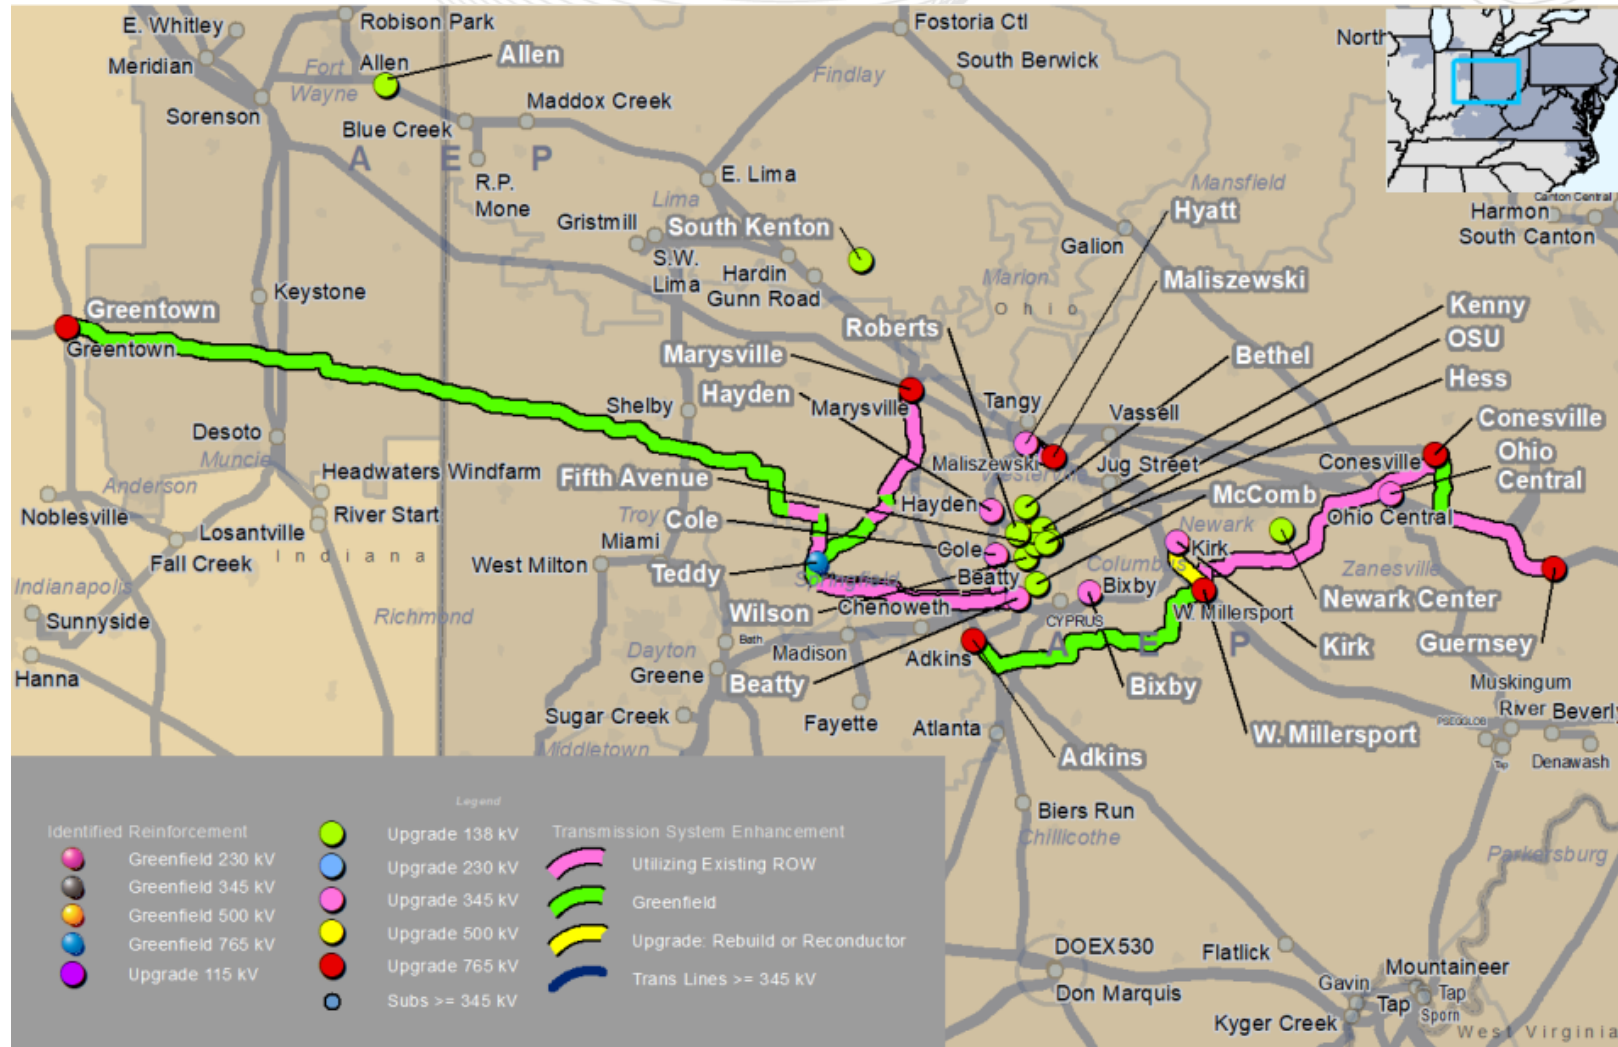 E. Whitley
Robison Park
Fostoria Ctl
North
Meridian
Fort
Wayne
Allen
Allen
South Berwick
Findlay
Sorenson
Maddox Creek
Blue Creek
A E P
R.P.
Mone
E. Lima
Lima
Mansfield
Canton Central
Harmon
South Canton
Hyatt
Gristmill
South Kenton
Galion
S.W.
Lima
Hardin
Gunn Road
Marion
Maliszewski
Keystone
Ohio
Greentown
Greentown
Roberts
Kenny
OSU
Marysville
Bethel
Hess
Hayden
Marysville
Tangy
Vassell
Shelby
Conesville
Desoto
Muncie
Maliszewski
Westerville
Jug Street
Conesville
Ohio
Central
Headwaters Windfarm
Fifth Avenue
Anderson
Hayden
McComb
Noblesville
River Start
Troy
Cole
Newark
Ohio Central
Losantville
Miami
Indiana
Fall Creek
West Milton
Cole
Kirk
Columbus
Zanesville
Teddy
Springfield
Beatty
Indianapolis
Bixby
Sunnyside
Richmond
Wilson
Chenoweth
W. Millersport
Newark Center
CYPRUS
Bath
A E P
Kirk
Guernsey
Dayton
Madison
Adkins
Hanna
Greene
Beatty
Bixby
Muskingum
River
Beverly
Sugar Creek
Fayette
Atlanta
PSEGGLOB
W. Millersport
Middletown
Adkins
Tap
Denawash
Biers Run
Chillicothe
Parkersburg
DOEX530
Flatlick
Don Marquis
Mountaineer
Gavin
Tap
Tap
Sporn
Kyger Creek
West Virginia
Legend
Identified Reinforcement
Greenfield 230 kV
Greenfield 345 kV
Greenfield 500 kV
Greenfield 765 kV
Upgrade 115 kV
Upgrade 138 kV
Upgrade 230 kV
Upgrade 345 kV
Upgrade 500 kV
Upgrade 765 kV
Subs >= 345 kV
Transmission System Enhancement
Utilizing Existing ROW
Greenfield
Upgrade: Rebuild or Reconductor
Trans Lines >= 345 kV